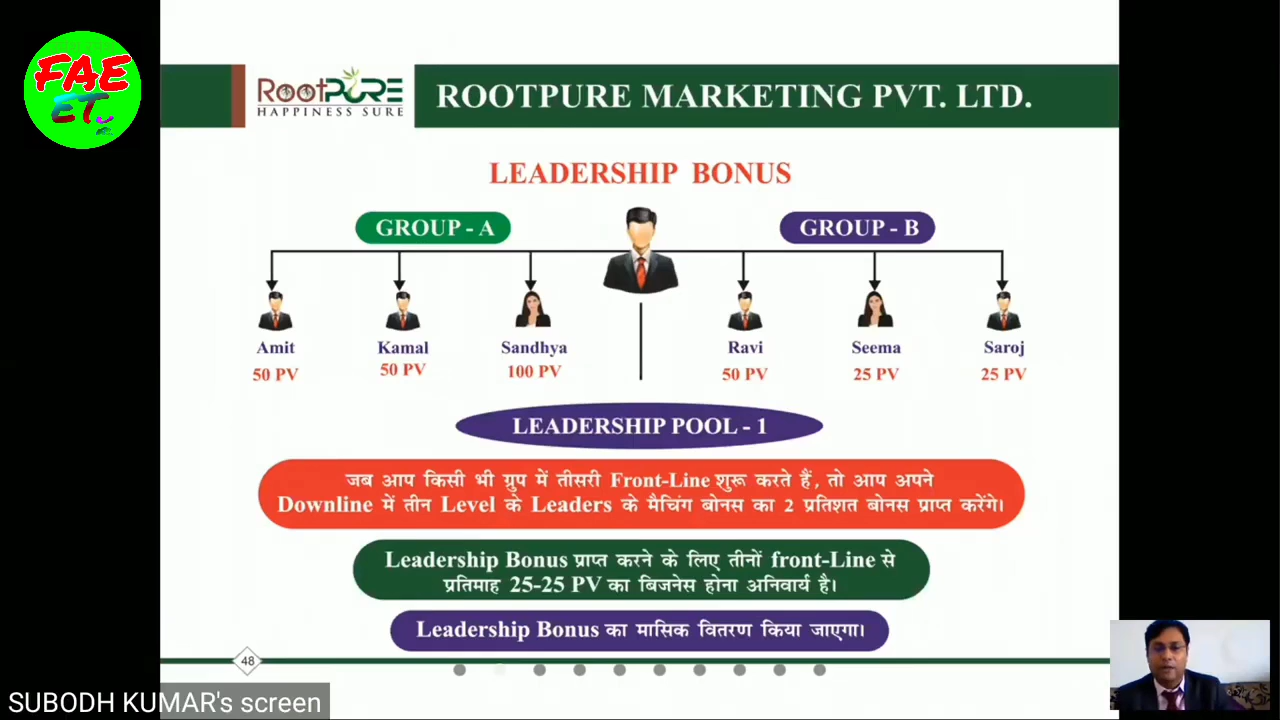 FAE
ET
RootPURE
HAPPINESS SURE
ROOTPURE MARKETING PVT. LTD.
LEADERSHIP BONUS
GROUP - A
GROUP - B
Amit
Kamal
Sandhya
Ravi
Seema
Saroj
50 PV
50 PV
100 PV
50 PV
25 PV
25 PV
LEADERSHIP POOL - 1
जब आप किसी भी ग्रुप में तीसरी Front-Line शुरू करते हैं, तो आप अपने
Downline में तीन Level के Leaders के मैचिंग बोनस का 2 प्रतिशत बोनस प्राप्त करेंगे।
Leadership Bonus प्राप्त करने के लिए तीनों front-Line से
प्रतिमाह 25-25 PV का बिजनेस होना अनिवार्य है।
Leadership Bonus का मासिक वितरण किया जाएगा।
48
SUBODH KUMAR's screen